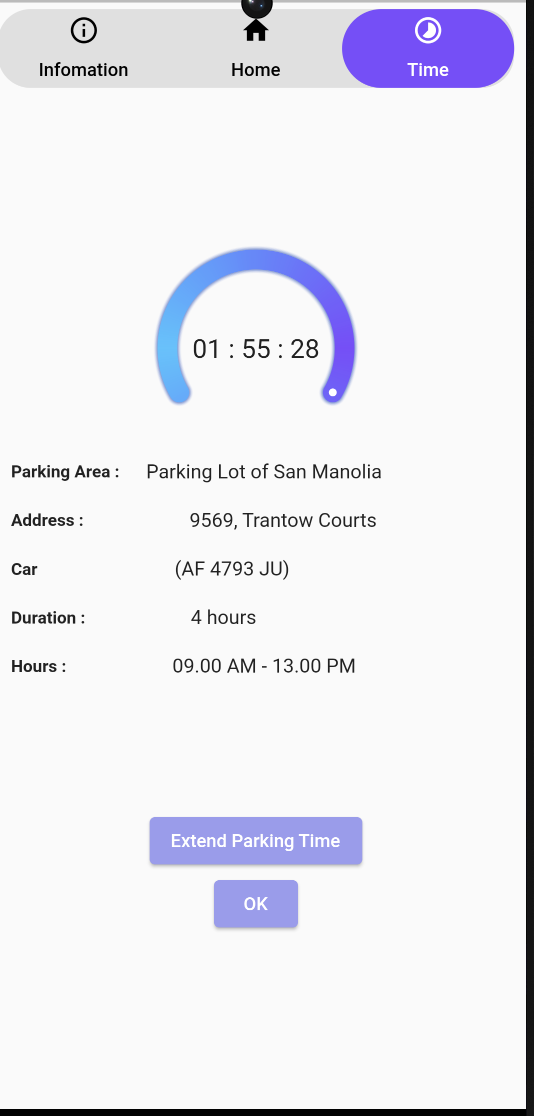 Infomation Home Time
01 : 55 : 28
Parking Area : Parking Lot of San Manolia
Address : 9569, Trantow Courts
Car (AF 4793 JU)
Duration : 4 hours
Hours : 09.00 AM - 13.00 PM
Extend Parking Time
OK